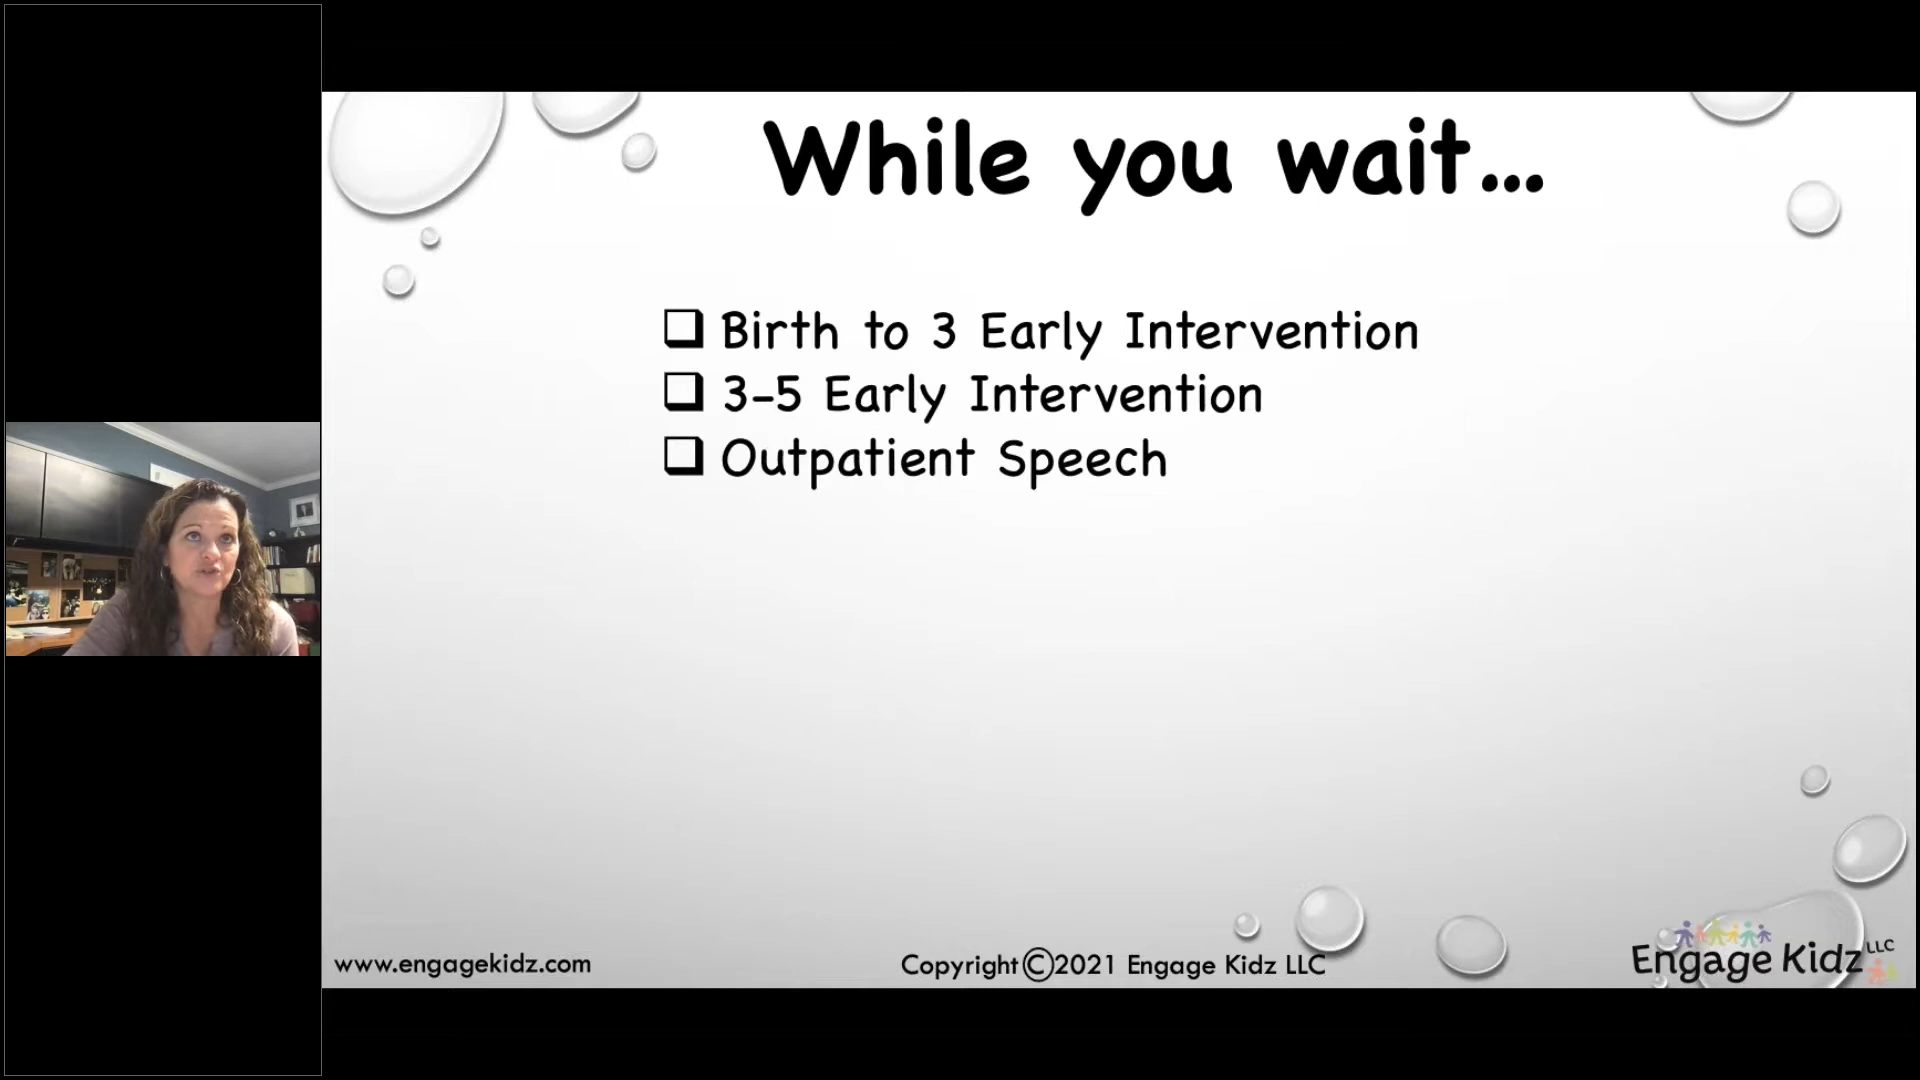 While you wait...
Birth to 3 Early Intervention
3-5 Early Intervention
Outpatient Speech
www.engagekidz.com
Copyright©2021 Engage Kidz LLC
Engage Kidz LLC